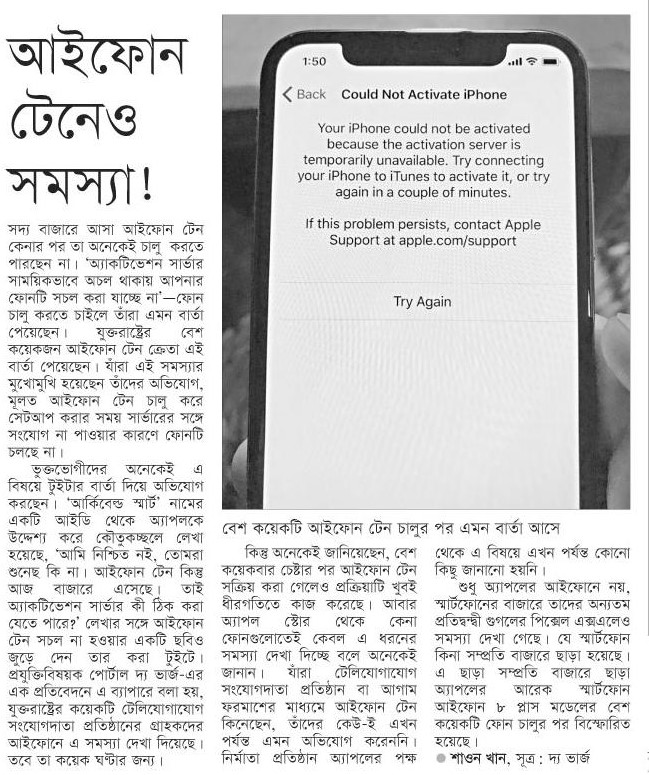 আইফোন
টেনেও
সমস্যা!
সদ্য বাজারে আসা আইফোন টেন
কেনার পর তা অনেকেই চালু করতে
পারছেন না। ‘অ্যাকটিভেশন সার্ভার
সাময়িকভাবে অচল থাকায় আপনার
ফোনটি সচল করা যাচ্ছে না’—ফোন
চালু করতে চাইলে তাঁরা এমন বার্তা
পেয়েছেন। যুক্তরাষ্ট্রের বেশ
কয়েকজন আইফোন টেন ক্রেতা এই
বার্তা পেয়েছেন। যাঁরা এই সমস্যার
মুখোমুখি হয়েছেন তাঁদের অভিযোগ,
মূলত আইফোন টেন চালু করে
সেটআপ করার সময় সার্ভারের সঙ্গে
সংযোগ না পাওয়ার কারণে ফোনটি
চলছে না।
ভুক্তভোগীদের অনেকেই এ
বিষয়ে টুইটার বার্তা দিয়ে অভিযোগ
করছেন। ‘আর্কিবেল্ড স্মার্ট’ নামের
একটি আইডি থেকে অ্যাপলকে
উদ্দেশ্য করে কৌতুকচ্ছলে লেখা
হয়েছে, ‘আমি নিশ্চিত নই, তোমরা
শুনেছ কি না। আইফোন টেন কিন্তু
আজ বাজারে এসেছে। তাই
অ্যাকটিভেশন সার্ভার কী ঠিক করা
যেতে পারে?’ লেখার সঙ্গে আইফোন
টেন সচল না হওয়ার একটি ছবিও
জুড়ে দেন তার করা টুইটে।
প্রযুক্তিবিষয়ক পোর্টাল দ্য ভার্জ-এর
এক প্রতিবেদনে এ ব্যাপারে বলা হয়,
যুক্তরাষ্ট্রের কয়েকটি টেলিযোগাযোগ
সংযোগদাতা প্রতিষ্ঠানের গ্রাহকদের
আইফোনে এ সমস্যা দেখা দিয়েছে।
তবে তা কয়েক ঘণ্টার জন্য।
1:50
Back Could Not Activate iPhone
Your iPhone could not be activated
because the activation server is
temporarily unavailable. Try connecting
your iPhone to iTunes to activate it, or try
again in a couple of minutes.
If this problem persists, contact Apple
Support at apple.com/support
Try Again
বেশ কয়েকটি আইফোন টেন চালুর পর এমন বার্তা আসে
কিন্তু অনেকেই জানিয়েছেন, বেশ
কয়েকবার চেষ্টার পর আইফোন টেন
সক্রিয় করা গেলেও প্রক্রিয়াটি খুবই
ধীরগতিতে কাজ করেছে। আবার
অ্যাপল স্টোর থেকে কেনা
ফোনগুলোতেই কেবল এ ধরনের
সমস্যা দেখা দিচ্ছে বলে অনেকেই
জানান। যাঁরা টেলিযোগাযোগ
সংযোগদাতা প্রতিষ্ঠান বা আগাম
ফরমাশের মাধ্যমে আইফোন টেন
কিনেছেন, তাঁদের কেউ-ই এখন
পর্যন্ত এমন অভিযোগ করেননি।
নির্মাতা প্রতিষ্ঠান অ্যাপলের পক্ষ
থেকে এ বিষয়ে এখন পর্যন্ত কোনো
কিছু জানানো হয়নি।
শুধু অ্যাপলের আইফোনে নয়,
স্মার্টফোনের বাজারে তাদের অন্যতম
প্রতিদ্বন্দ্বী গুগলের পিক্সেল এক্সএলেও
সমস্যা দেখা গেছে। যে স্মার্টফোন
কিনা সম্প্রতি বাজারে ছাড়া হয়েছে।
এ ছাড়া সম্প্রতি বাজারে ছাড়া
অ্যাপলের আরেক স্মার্টফোন
আইফোন ৮ প্লাস মডেলের বেশ
কয়েকটি ফোন চালুর পর বিস্ফোরিত
হয়েছে।
শাওন খান, সূত্র: দ্য ভার্জ